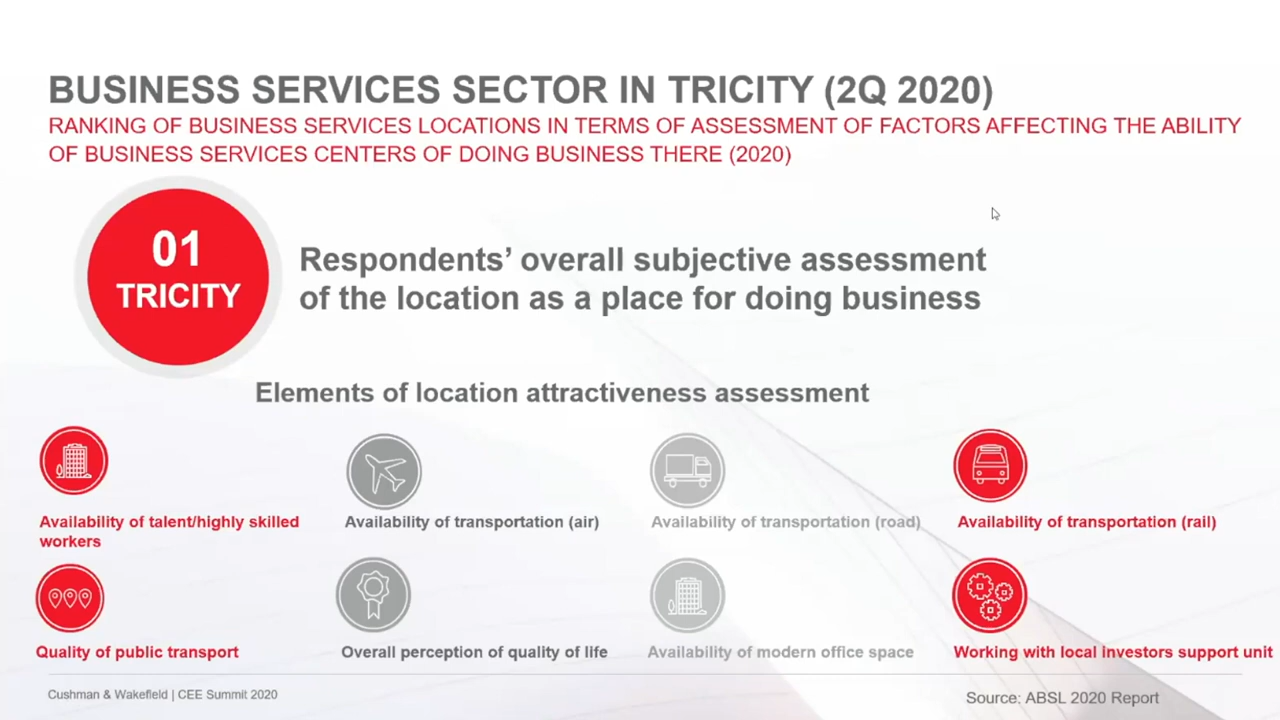 BUSINESS SERVICES SECTOR IN TRICITY (2Q 2020)
RANKING OF BUSINESS SERVICES LOCATIONS IN TERMS OF ASSESSMENT OF FACTORS AFFECTING THE ABILITY
OF BUSINESS SERVICES CENTERS OF DOING BUSINESS THERE (2020)
01
TRICITY
Respondents’ overall subjective assessment
of the location as a place for doing business
Elements of location attractiveness assessment
Availability of talent/highly skilled
workers
Availability of transportation (air)
Availability of transportation (road)
Availability of transportation (rail)
Quality of public transport
Overall perception of quality of life
Availability of modern office space
Working with local investors support unit
Cushman & Wakefield | CEE Summit 2020
Source: ABSL 2020 Report